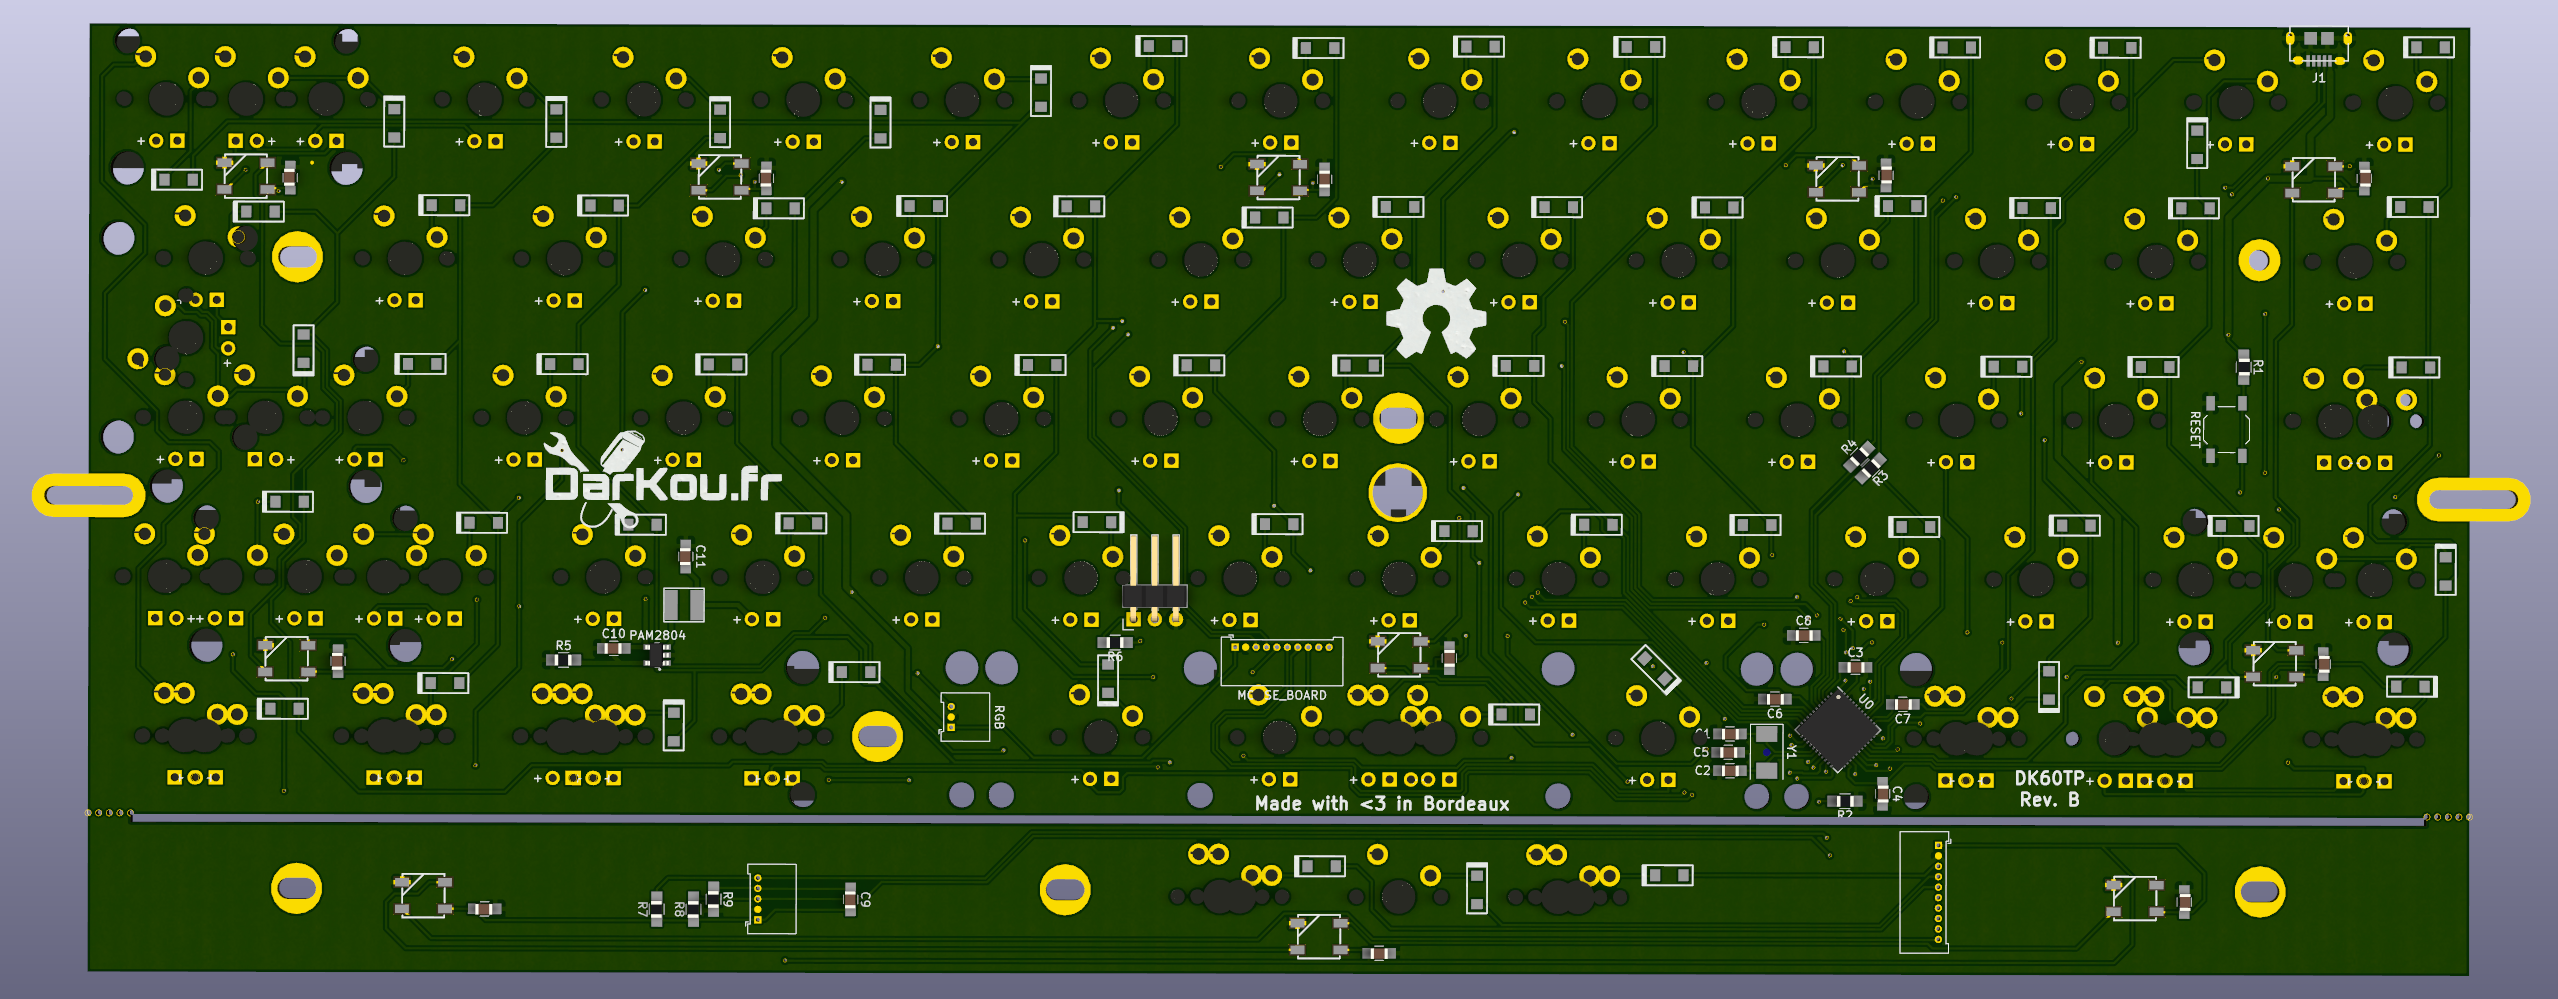 J1
R1
RESET
R4
R3
DarKou.fr
C11
C10 PAM2804
R5
R6
C8
C3
MOUSE_BOARD
RGB
U0
C6
C7
C1
C5
Y1
C2
C4
R2
DK60TP
Rev. B
Made with <3 in Bordeaux
R7
R8
R9
C9